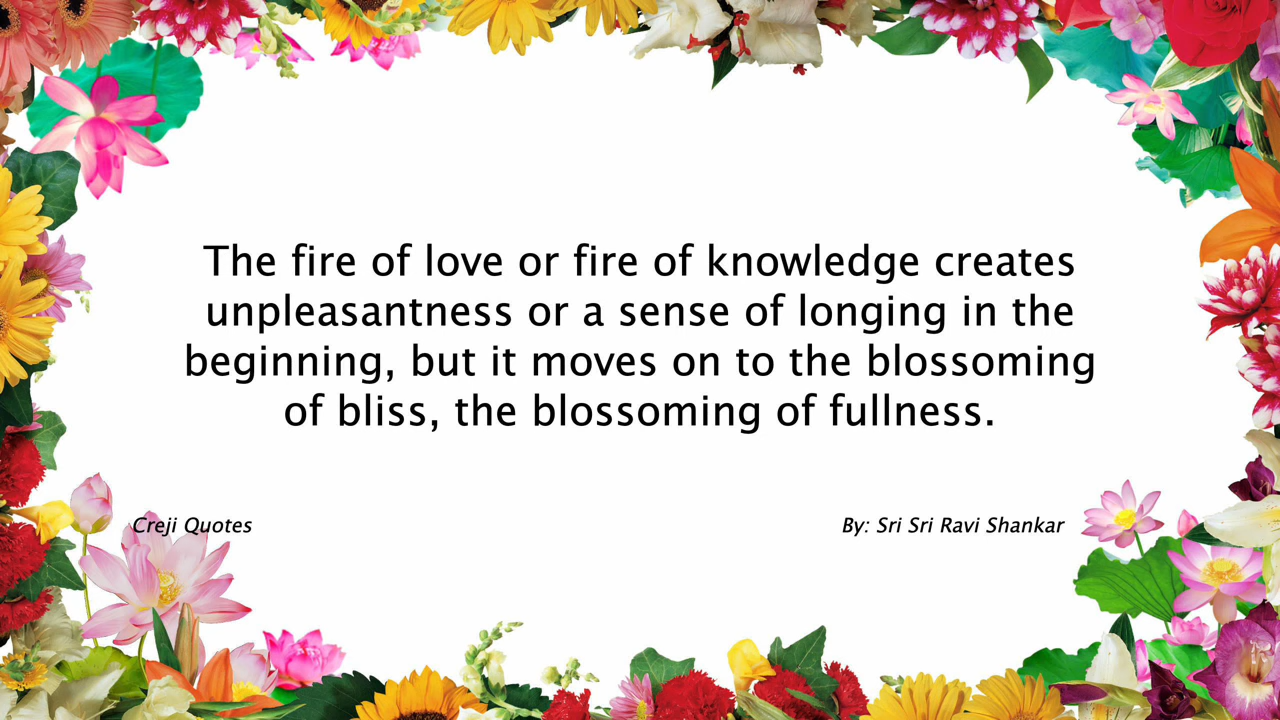 The fire of love or fire of knowledge creates
unpleasantness or a sense of longing in the
beginning, but it moves on to the blossoming
of bliss, the blossoming of fullness.
Creji Quotes
By: Sri Sri Ravi Shankar